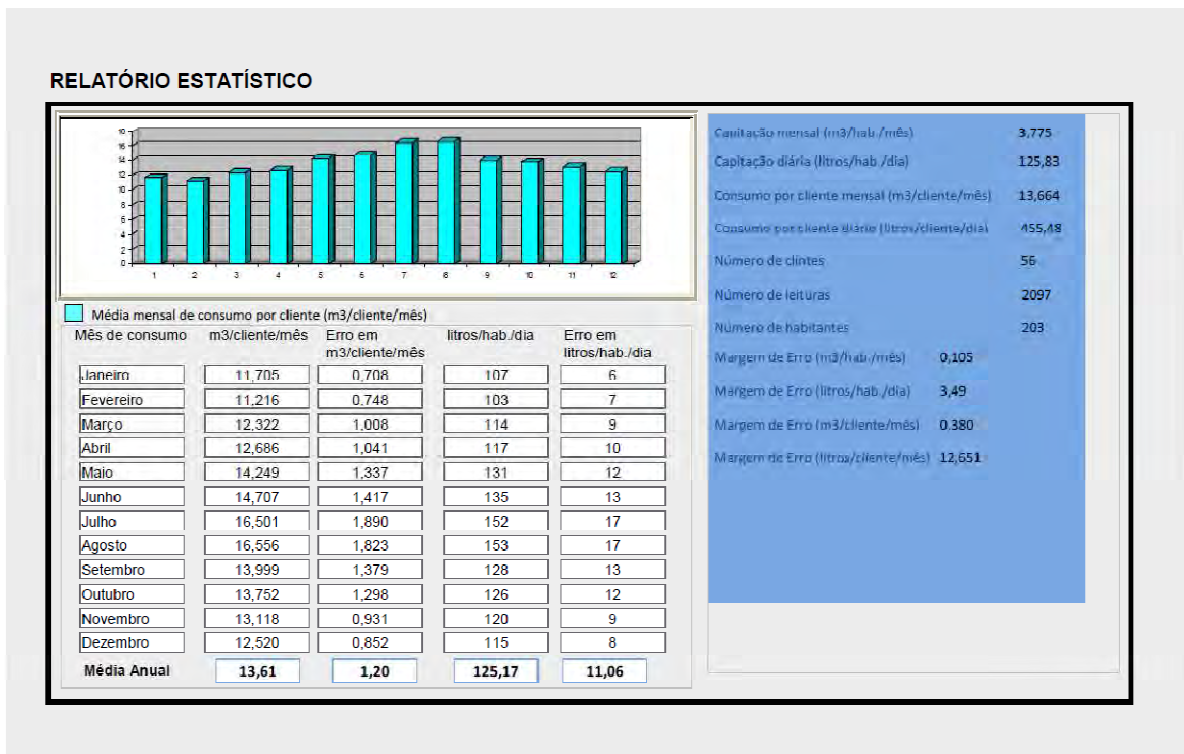 RELATÓRIO ESTATÍSTICO
18
16
14
12
10
8
6
4
2
0
1 2 3 4 5 6 7 8 9 10 11 12
Média mensal de consumo por cliente (m3/cliente/mês)
Mês de consumo m3/cliente/mês Erro em m3/cliente/mês litros/hab./dia Erro em litros/hab./dia
Janeiro 11,705 0,708 107 6
Fevereiro 11,216 0,748 103 7
Março 12,322 1,008 114 9
Abril 12,686 1,041 117 10
Maio 14,249 1,337 131 12
Junho 14,707 1,417 135 13
Julho 16,501 1,890 152 17
Agosto 16,556 1,823 153 17
Setembro 13,999 1,379 128 13
Outubro 13,752 1,298 126 12
Novembro 13,118 0,931 120 9
Dezembro 12,520 0,852 115 8
Média Anual 13,61 1,20 125,17 11,06
Capitação mensal (m3/hab./mês) 3,775
Capitação diária (litros/hab./dia) 125,83
Consumo por cliente mensal (m3/cliente/mês) 13,664
Consumo por cliente diário (litros/cliente/dia) 455,48
Número de clintes 56
Número de leituras 2097
Número de habitantes 203
Margem de Erro (m3/hab./mês) 0,105
Margem de Erro (litros/hab./dia) 3,49
Margem de Erro (m3/cliente/mês) 0.380
Margem de Erro (litros/cliente/mês) 12,651